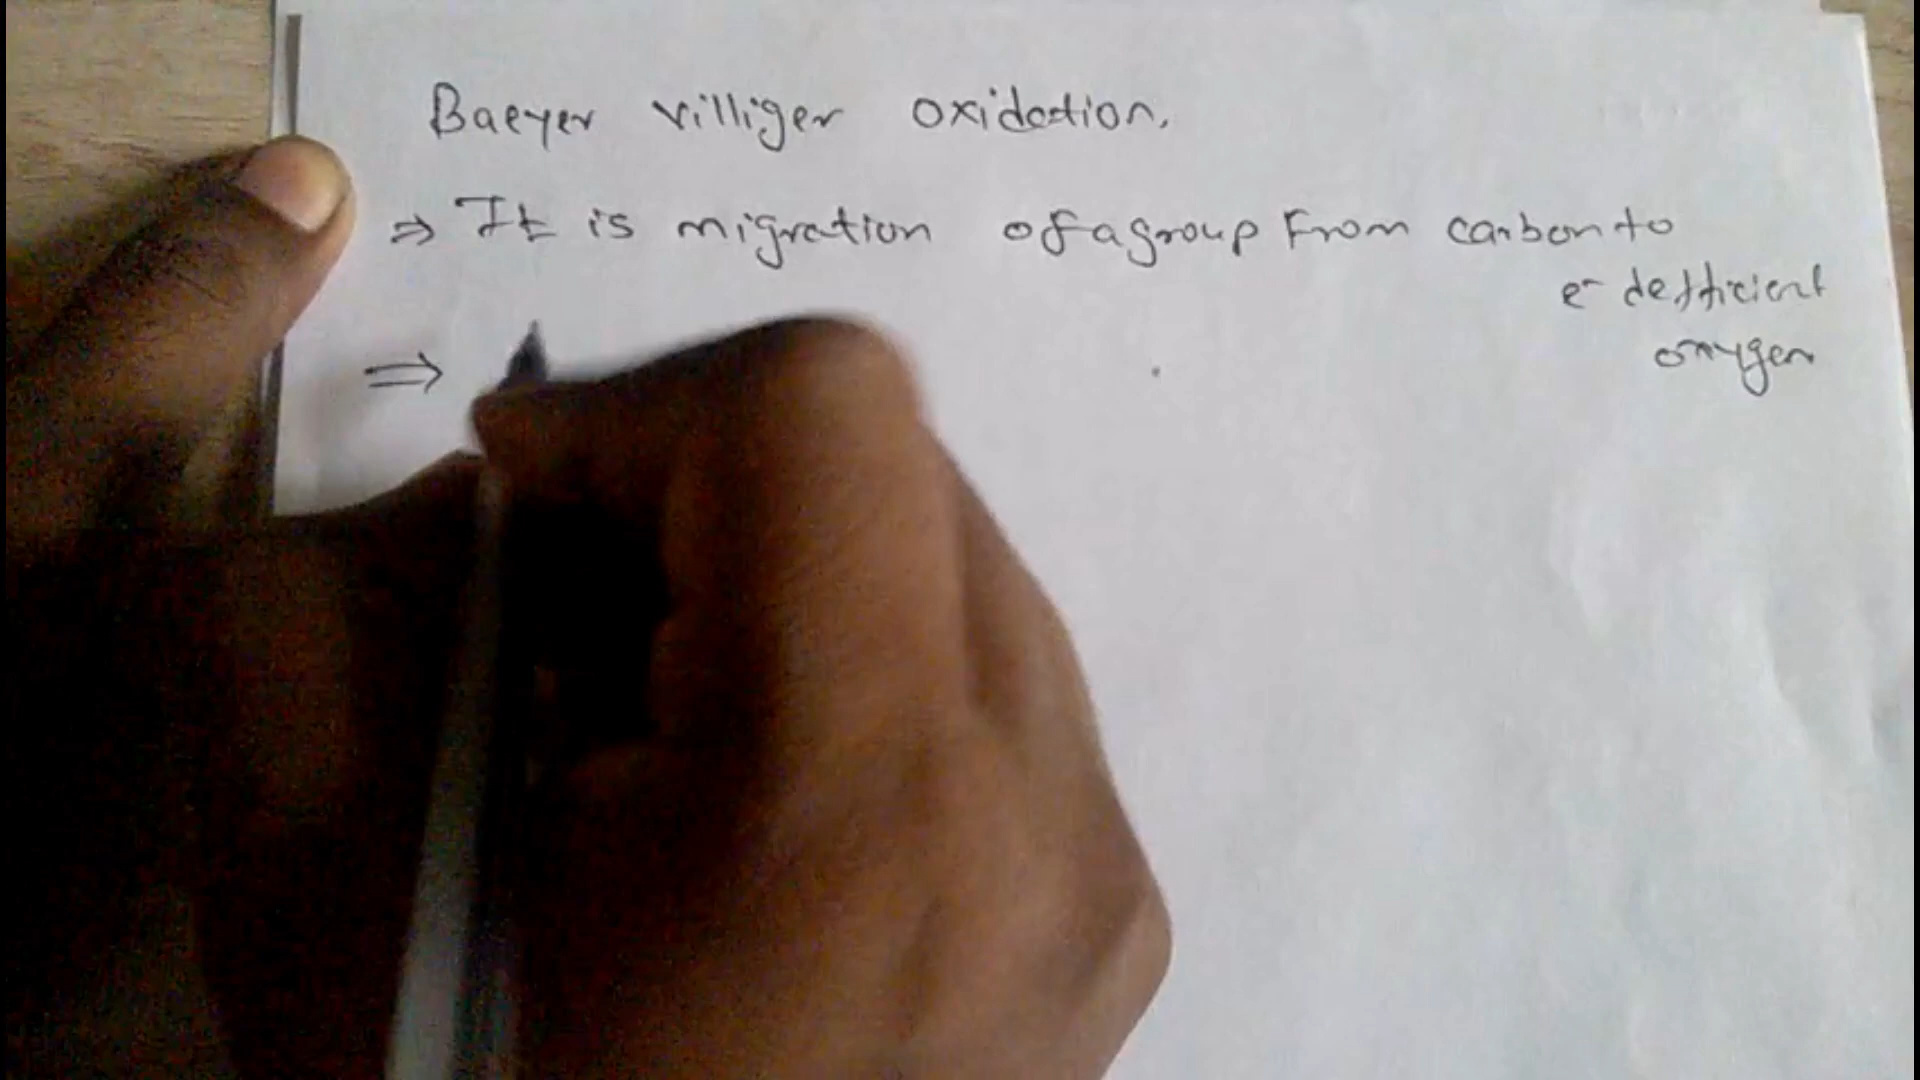 Baeyer villiger oxidation.
⇒ It is migration of a group From carbon to
e- defficient
oxygen
⇒